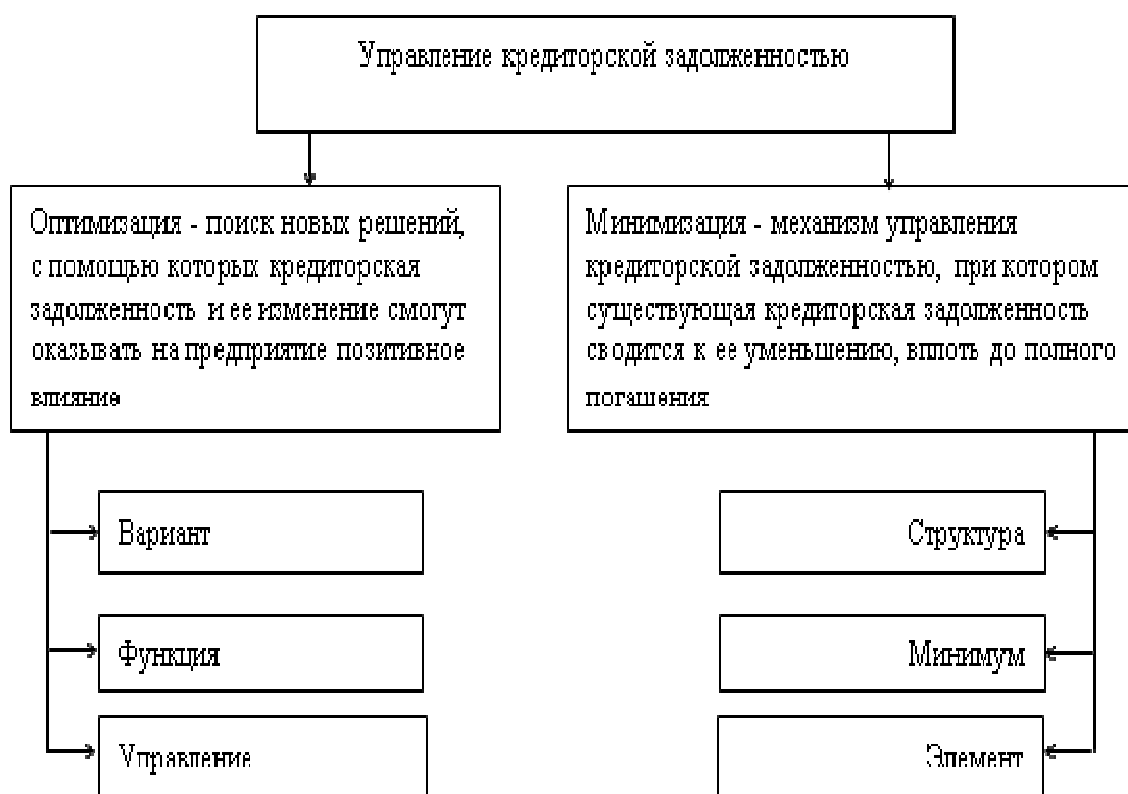 Управление кредиторской задолженностью
Оптимизация - поиск новых решений,
с помощью которых кредиторская
задолженность и ее изменение смогут
оказывать на предприятие позитивное
влияние
Минимизация - механизм управления
кредиторской задолженностью, при котором
существующая кредиторская задолженность
сводится к ее уменьшению, вплоть до полного
погашения
Вариант
Функция
Управление
Структура
Минимум
Элемент